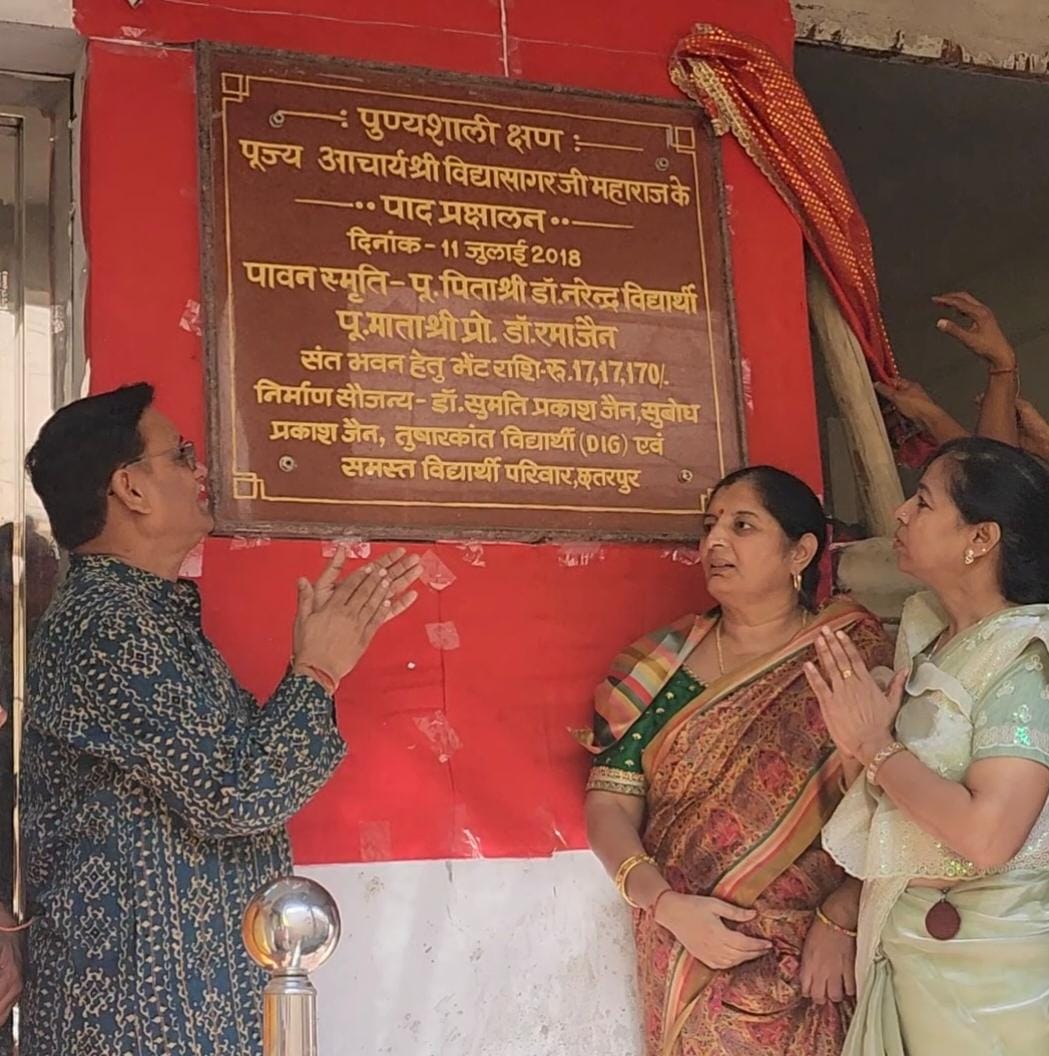 : पुण्यशाली क्षण :
पूज्य आचार्यश्री विद्यासागरजी महाराज के
·· पाद प्रक्षालन ··
दिनांक - 11 जुलाई 2018
पावन स्मृति - पू. पिताश्री डॉ. नरेन्द्र विद्यार्थी
पू. माताश्री प्रो. डॉ. रमा जैन
संत भवन हेतु भेंट राशि-रु. 17,17,170/.
निर्माण सौजन्य - डॉ. सुमति प्रकाश जैन, सुबोध
प्रकाश जैन, तुषारकांत विद्यार्थी (DIG) एवं
समस्त विद्यार्थी परिवार, छतरपुर